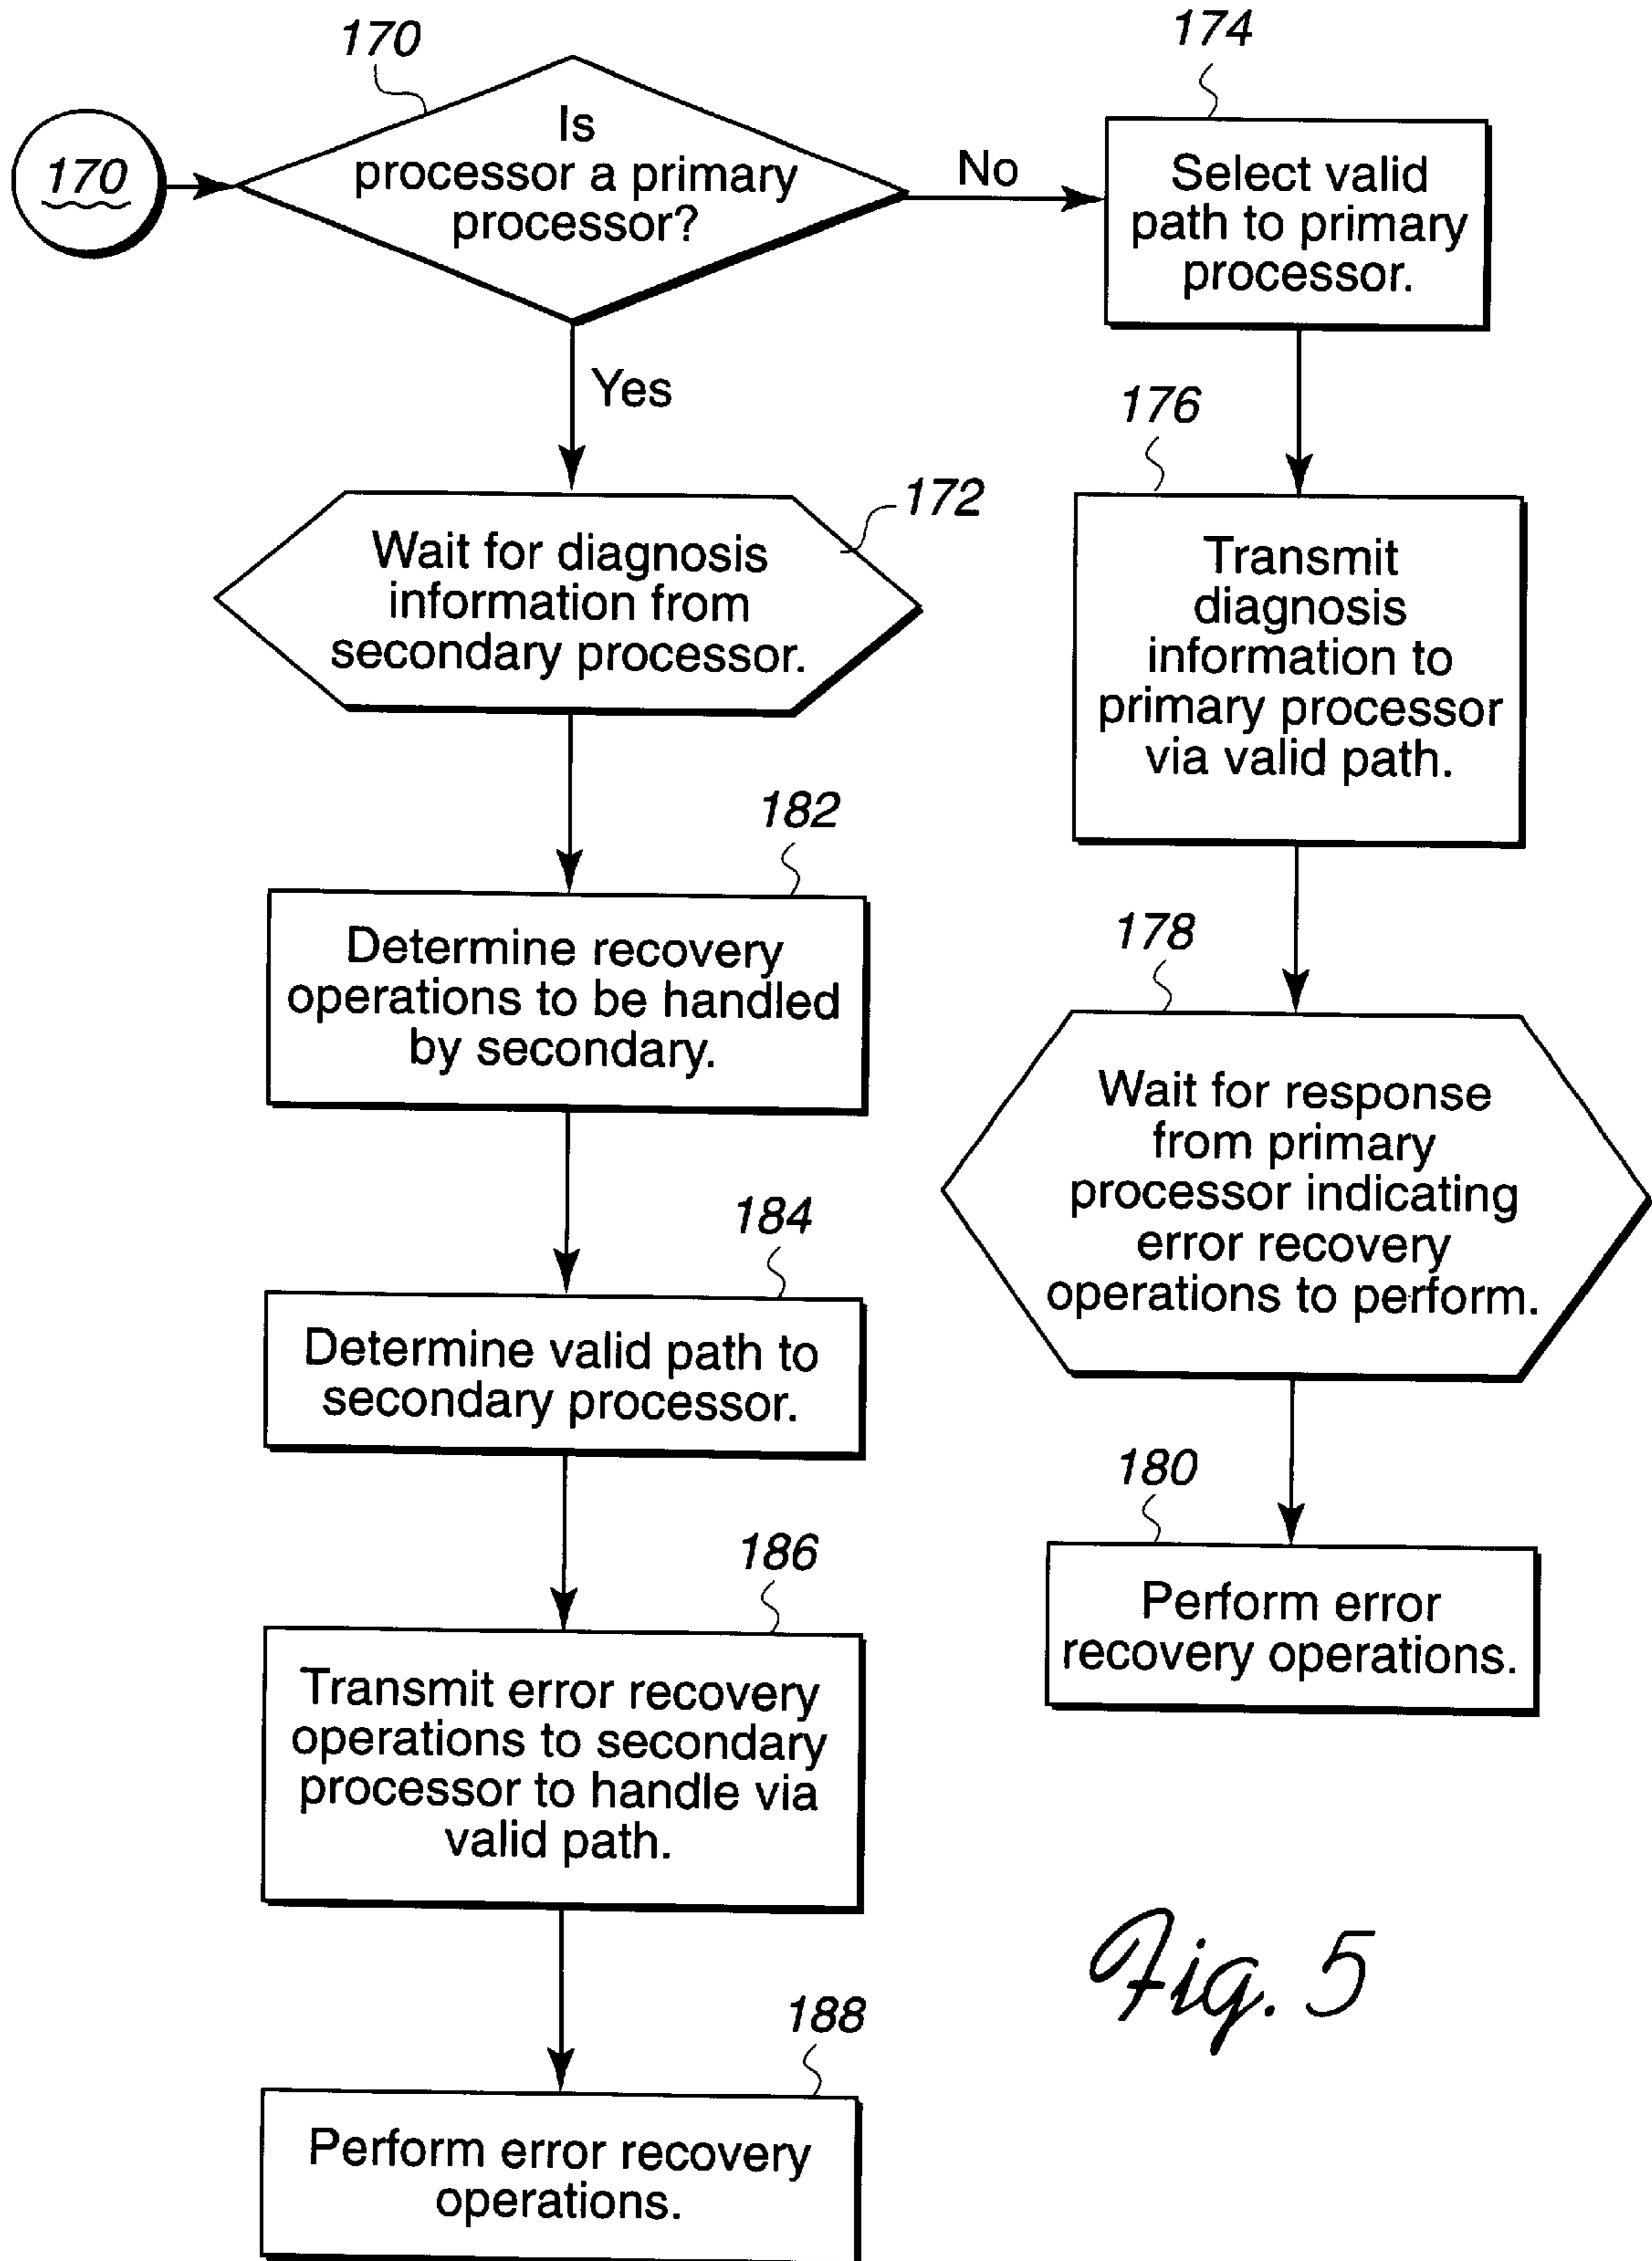 170
170
Is
processor a primary
processor?
No
Yes
174
Select valid
path to primary
processor.
176
Transmit
diagnosis
information to
primary processor
via valid path.
172
Wait for diagnosis
information from
secondary processor.
182
Determine recovery
operations to be handled
by secondary.
178
Wait for response
from primary
processor indicating
error recovery
operations to perform.
184
Determine valid path to
secondary processor.
180
Perform error
recovery operations.
186
Transmit error recovery
operations to secondary
processor to handle via
valid path.
188
Perform error recovery
operations.
Fig. 5